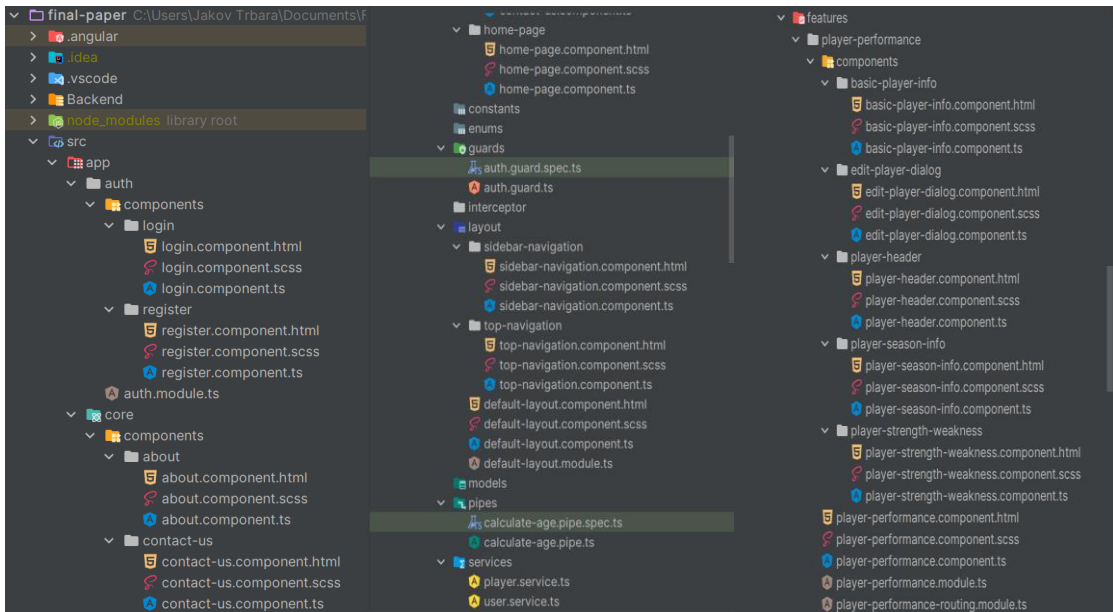 final-paper C:\Users\Jakov Trbara\Documents\F
.angular
.idea
.vscode
Backend
node_modules library root
src
app
auth
components
login
login.component.html
login.component.scss
login.component.ts
register
register.component.html
register.component.scss
register.component.ts
auth.module.ts
core
components
about
about.component.html
about.component.scss
about.component.ts
contact-us
contact-us.component.html
contact-us.component.scss
contact-us.component.ts
contact-us.component.ts
home-page
home-page.component.html
home-page.component.scss
home-page.component.ts
constants
enums
guards
auth.guard.spec.ts
auth.guard.ts
interceptor
layout
sidebar-navigation
sidebar-navigation.component.html
sidebar-navigation.component.scss
sidebar-navigation.component.ts
top-navigation
top-navigation.component.html
top-navigation.component.scss
top-navigation.component.ts
default-layout.component.html
default-layout.component.scss
default-layout.component.ts
default-layout.module.ts
models
pipes
calculate-age.pipe.spec.ts
calculate-age.pipe.ts
services
player.service.ts
user.service.ts
features
player-performance
components
basic-player-info
basic-player-info.component.html
basic-player-info.component.scss
basic-player-info.component.ts
edit-player-dialog
edit-player-dialog.component.html
edit-player-dialog.component.scss
edit-player-dialog.component.ts
player-header
player-header.component.html
player-header.component.scss
player-header.component.ts
player-season-info
player-season-info.component.html
player-season-info.component.scss
player-season-info.component.ts
player-strength-weakness
player-strength-weakness.component.html
player-strength-weakness.component.scss
player-strength-weakness.component.ts
player-performance.component.html
player-performance.component.scss
player-performance.component.ts
player-performance.module.ts
player-performance-routing.module.ts